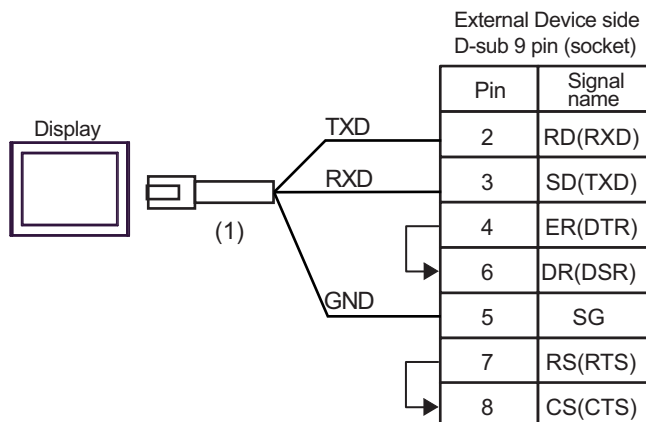 External Device side
D-sub 9 pin (socket)
Pin
Signal
name
Display
TXD
2
RD(RXD)
RXD
3
SD(TXD)
(1)
4
ER(DTR)
6
DR(DSR)
GND
5
SG
7
RS(RTS)
8
CS(CTS)